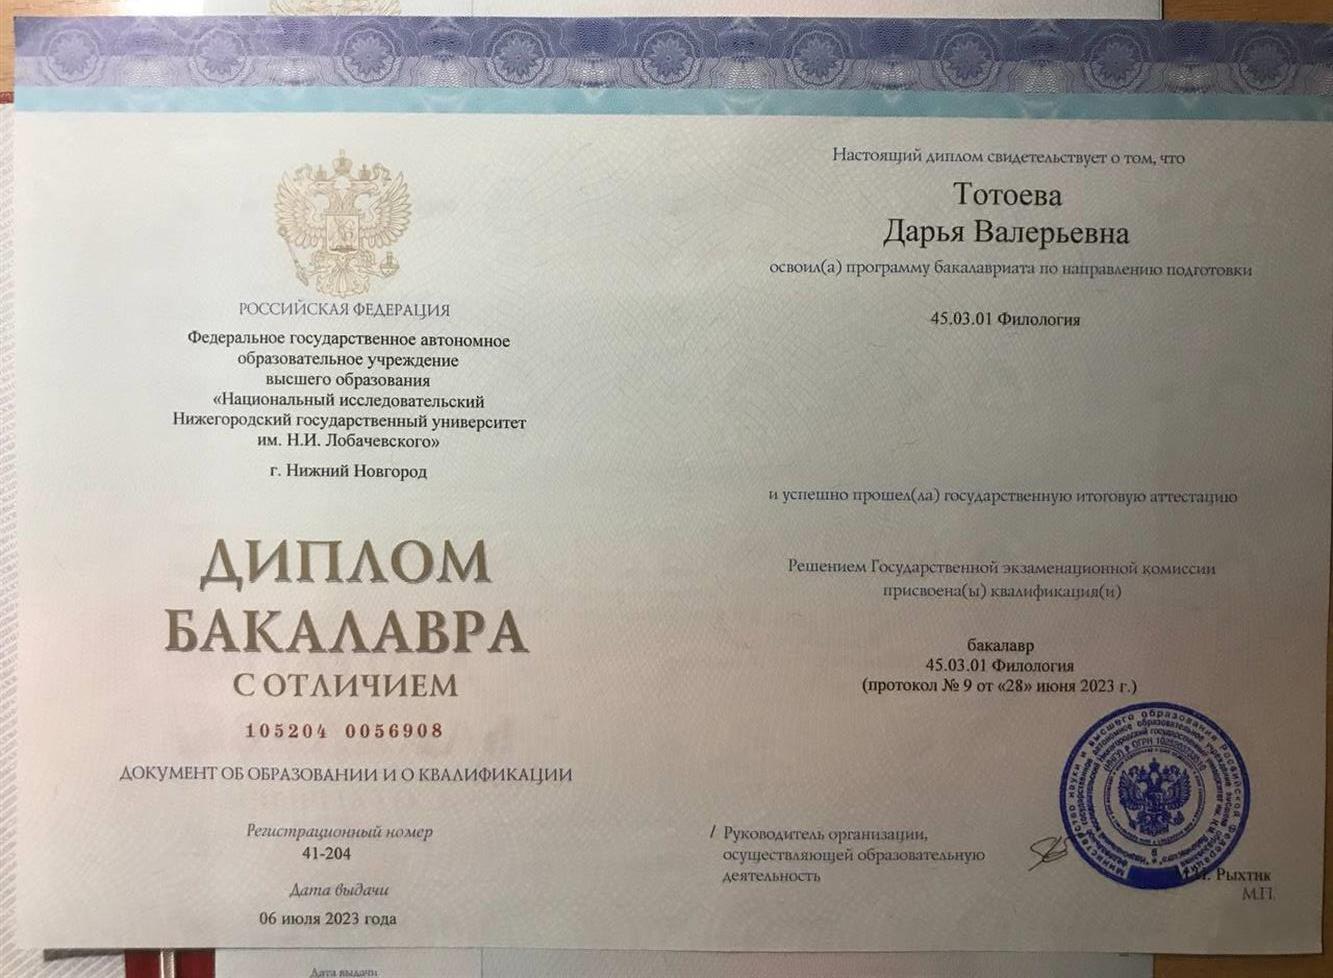 РОССИЙСКАЯ ФЕДЕРАЦИЯ
Федеральное государственное автономное
образовательное учреждение
высшего образования
«Национальный исследовательский
Нижегородский государственный университет
им. Н.И. Лобачевского»
г. Нижний Новгород
ДИПЛОМ
БАКАЛАВРА
С ОТЛИЧИЕМ
105204 0056908
ДОКУМЕНТ ОБ ОБРАЗОВАНИИ И О КВАЛИФИКАЦИИ
Регистрационный номер
41-204
Дата выдачи
06 июля 2023 года
Настоящий диплом свидетельствует о том, что
Тотоева
Дарья Валерьевна
освоил(а) программу бакалавриата по направлению подготовки
45.03.01 Филология
и успешно прошел(ла) государственную итоговую аттестацию
Решением Государственной экзаменационной комиссии
присвоена(ы) квалификация(и)
бакалавр
45.03.01 Филология
(протокол № 9 от «28» июня 2023 г.)
/ Руководитель организации,
осуществляющей образовательную
деятельность
Рыхтик
М.П.
Дата выдачи